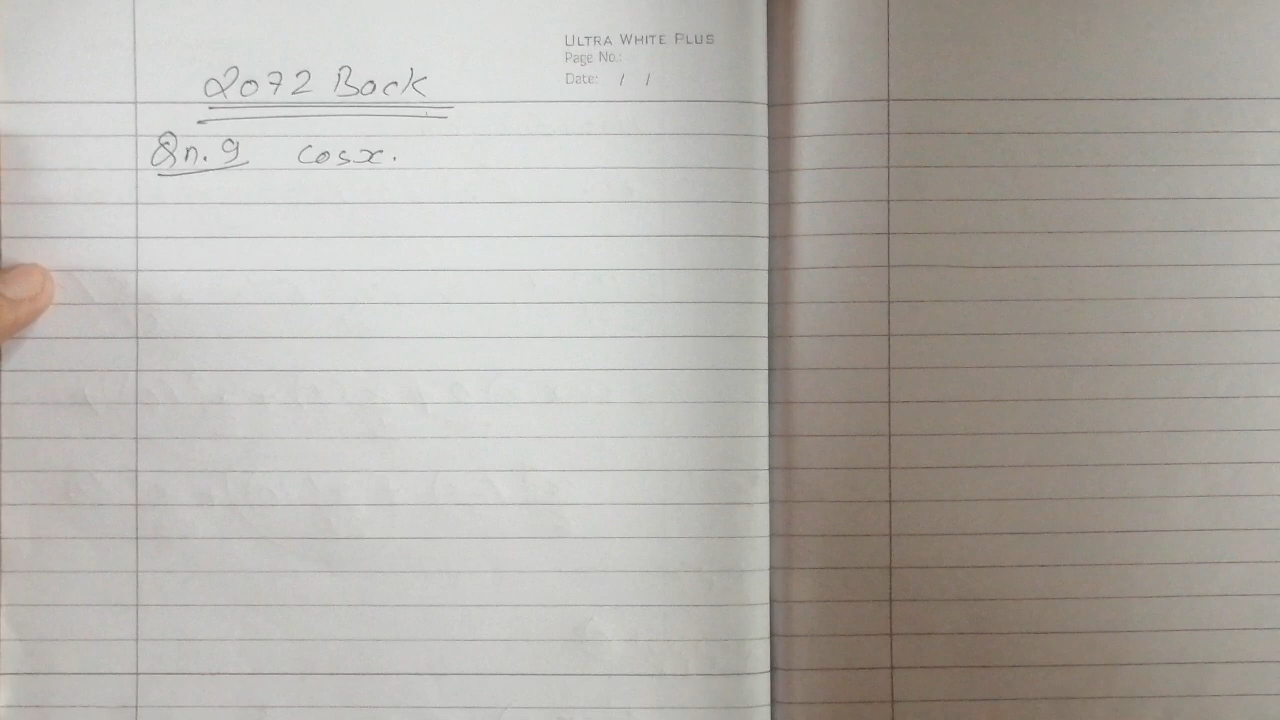 ULTRA WHITE PLUS
Page No.:
Date: / /
2072 Back
Qn. 9 cosx.